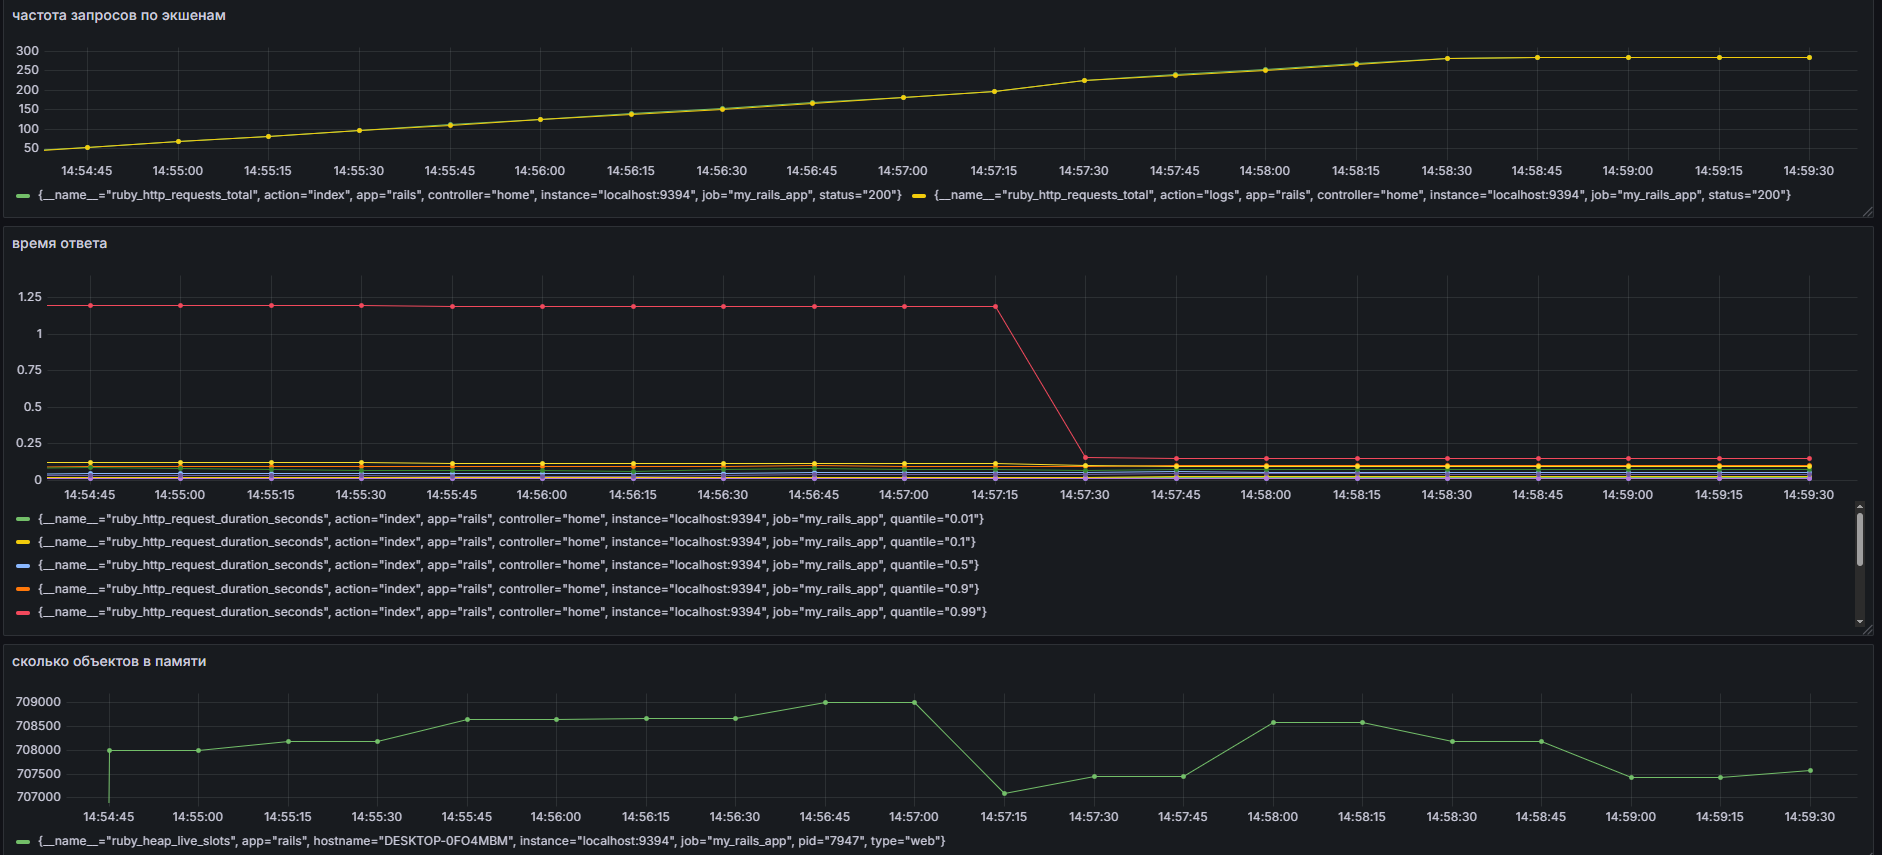 частота запросов по экшенам
300
250
200
150
100
50
14:54:45 14:55:00 14:55:15 14:55:30 14:55:45 14:56:00 14:56:15 14:56:30 14:56:45 14:57:00 14:57:15 14:57:30 14:57:45 14:58:00 14:58:15 14:58:30 14:58:45 14:59:00 14:59:15 14:59:30
{__name__="ruby_http_requests_total", action="index", app="rails", controller="home", instance="localhost:9394", job="my_rails_app", status="200"} {__name__="ruby_http_requests_total", action="logs", app="rails", controller="home", instance="localhost:9394", job="my_rails_app", status="200"}
время ответа
1.25
1
0.75
0.5
0.25
0
14:54:45 14:55:00 14:55:15 14:55:30 14:55:45 14:56:00 14:56:15 14:56:30 14:56:45 14:57:00 14:57:15 14:57:30 14:57:45 14:58:00 14:58:15 14:58:30 14:58:45 14:59:00 14:59:15 14:59:30
{__name__="ruby_http_request_duration_seconds", action="index", app="rails", controller="home", instance="localhost:9394", job="my_rails_app", quantile="0.01"}
{__name__="ruby_http_request_duration_seconds", action="index", app="rails", controller="home", instance="localhost:9394", job="my_rails_app", quantile="0.1"}
{__name__="ruby_http_request_duration_seconds", action="index", app="rails", controller="home", instance="localhost:9394", job="my_rails_app", quantile="0.5"}
{__name__="ruby_http_request_duration_seconds", action="index", app="rails", controller="home", instance="localhost:9394", job="my_rails_app", quantile="0.9"}
{__name__="ruby_http_request_duration_seconds", action="index", app="rails", controller="home", instance="localhost:9394", job="my_rails_app", quantile="0.99"}
сколько объектов в памяти
709000
708500
708000
707500
707000
14:54:45 14:55:00 14:55:15 14:55:30 14:55:45 14:56:00 14:56:15 14:56:30 14:56:45 14:57:00 14:57:15 14:57:30 14:57:45 14:58:00 14:58:15 14:58:30 14:58:45 14:59:00 14:59:15 14:59:30
{__name__="ruby_heap_live_slots", app="rails", hostname="DESKTOP-0FO4MBM", instance="localhost:9394", job="my_rails_app", pid="7947", type="web"}